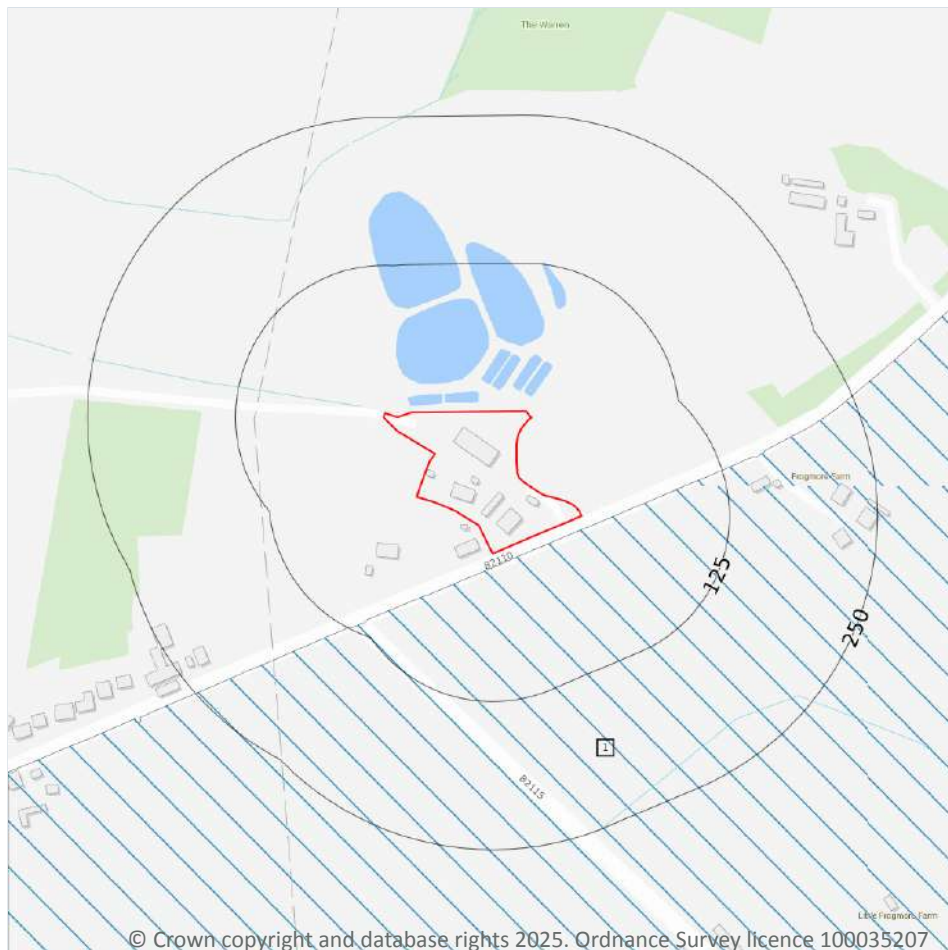 The Warren
Frogmore Farm
B2110
125
250
1
B2115
Little Frogmore Farm
© Crown copyright and database rights 2025. Ordnance Survey licence 100035207